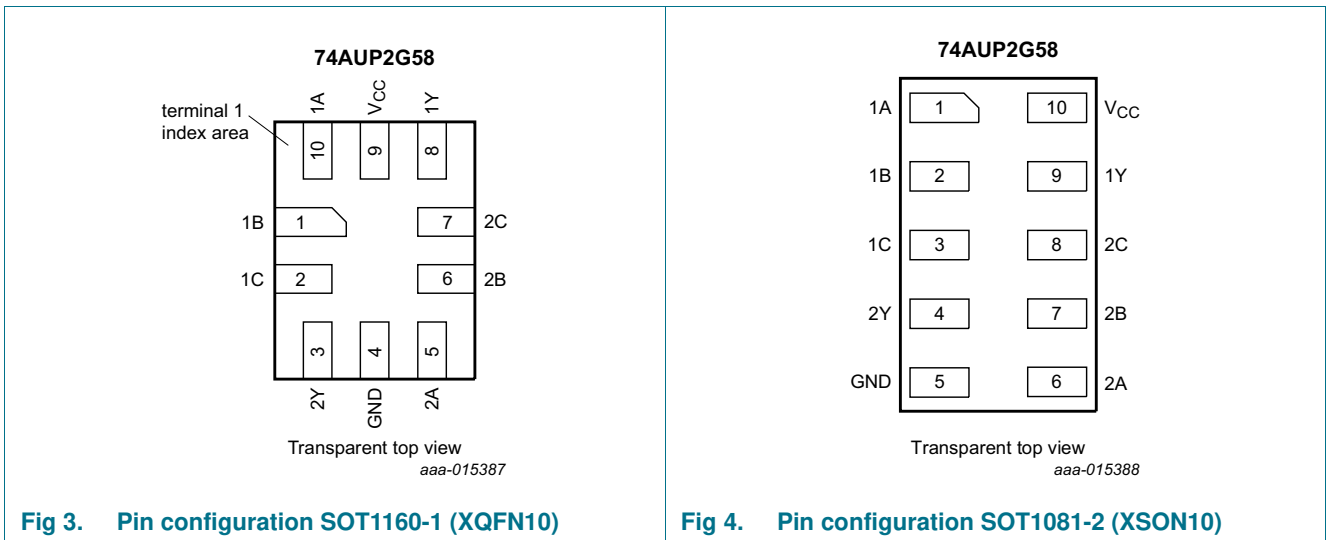 74AUP2G58
terminal 1
index area
1A VCC 1Y
10 9 8
1B 1 7 2C
1C 2 6 2B
3 4 5
2Y GND 2A
Transparent top view
aaa-015387
Fig 3. Pin configuration SOT1160-1 (XQFN10)
74AUP2G58
1A 1 10 VCC
1B 2 9 1Y
1C 3 8 2C
2Y 4 7 2B
GND 5 6 2A
Transparent top view
aaa-015388
Fig 4. Pin configuration SOT1081-2 (XSON10)